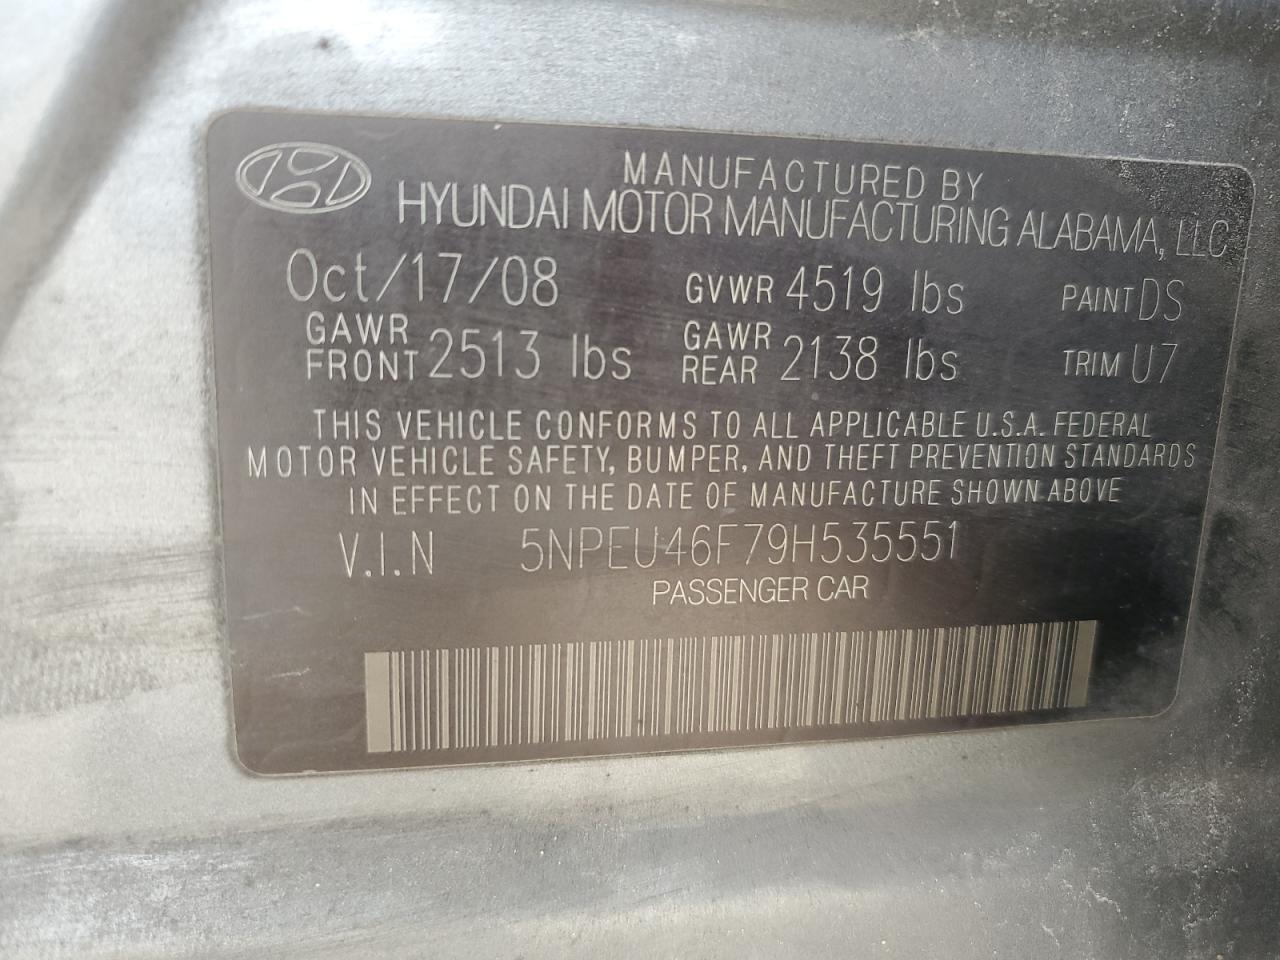 MANUFACTURED BY
HYUNDAI MOTOR MANUFACTURING ALABAMA, LLC
Oct/17/08 GVWR 4519 lbs PAINT DS
GAWR FRONT 2513 lbs GAWR REAR 2138 lbs TRIM U7
THIS VEHICLE CONFORMS TO ALL APPLICABLE U.S.A. FEDERAL
MOTOR VEHICLE SAFETY, BUMPER, AND THEFT PREVENTION STANDARDS
IN EFFECT ON THE DATE OF MANUFACTURE SHOWN ABOVE
V.I.N 5NPEU46F79H535551
PASSENGER CAR